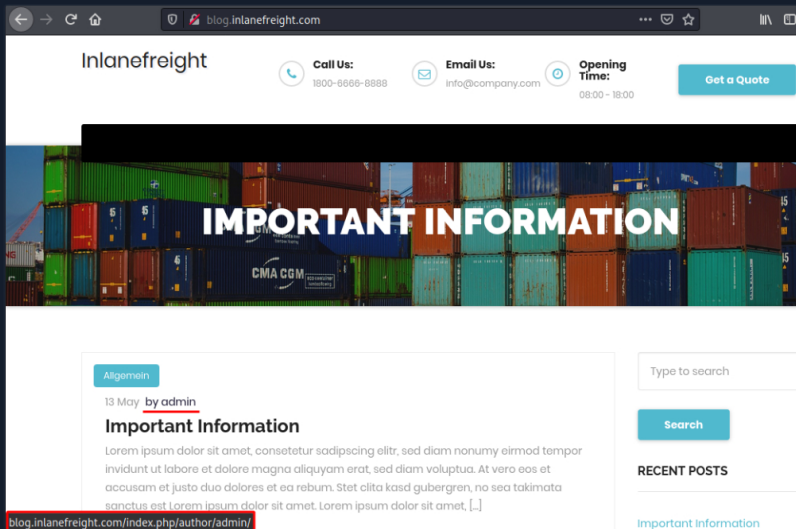 blog.inlanefreight.com
Inlanefreight
Call Us:
1800-6666-8888
Email Us:
info@company.com
Opening
Time:
08:00 - 18:00
Get a Quote
IMPORTANT INFORMATION
CMA CGM
Allgemein
13 May by admin
Important Information
Lorem ipsum dolor sit amet, consetetur sadipscing elitr, sed diam nonumy eirmod tempor
invidunt ut labore et dolore magna aliquyam erat, sed diam voluptua. At vero eos et
accusam et justo duo dolores et ea rebum. Stet clita kasd gubergren, no sea takimata
sanctus est Lorem ipsum dolor sit amet. Lorem ipsum dolor sit amet, […]
Type to search
Search
RECENT POSTS
Important Information
blog.inlanefreight.com/index.php/author/admin/